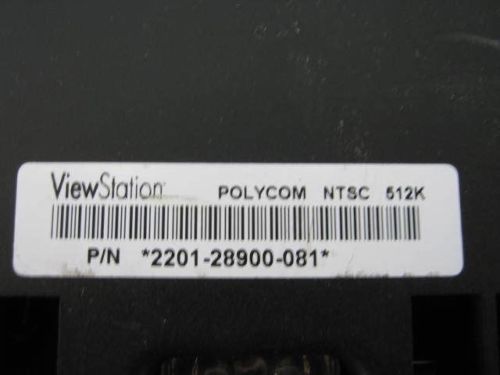 ViewStation POLYCOM NTSC 512K
P/N *2201-28900-081*